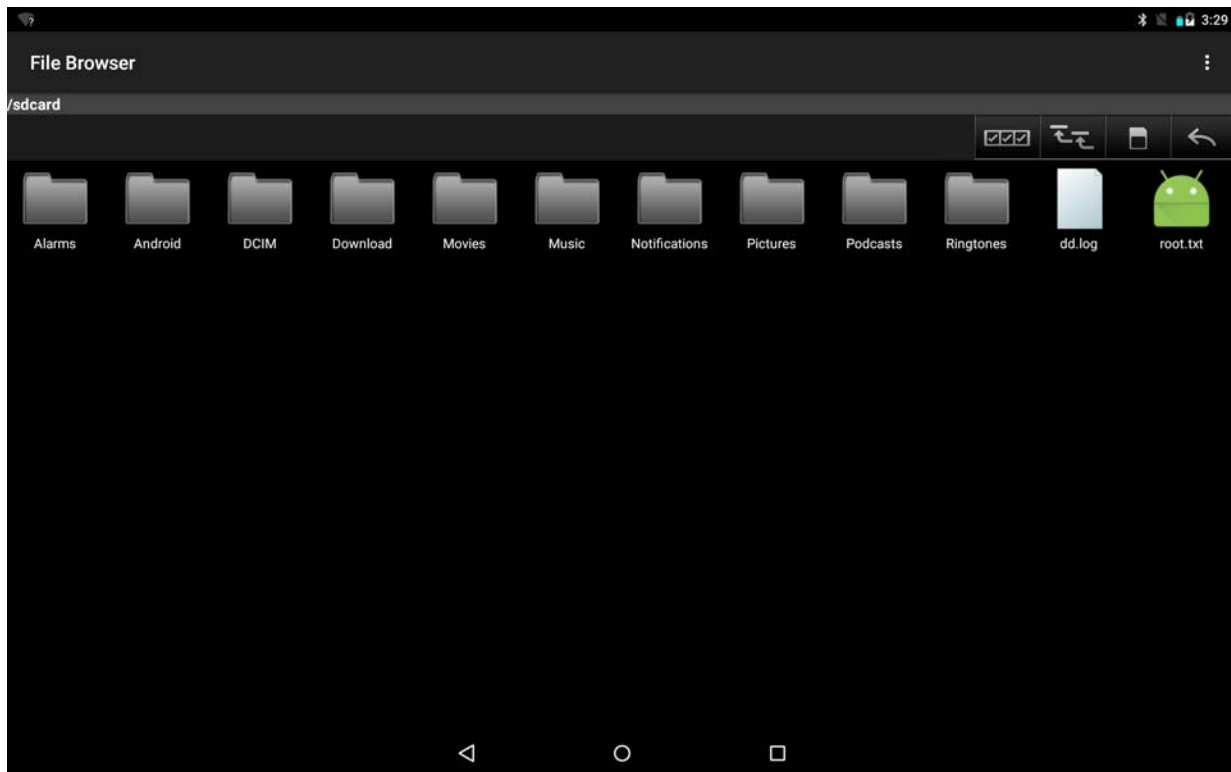 3:29
File Browser
/sdcard
Alarms Android DCIM Download Movies Music Notifications Pictures Podcasts Ringtones dd.log root.txt